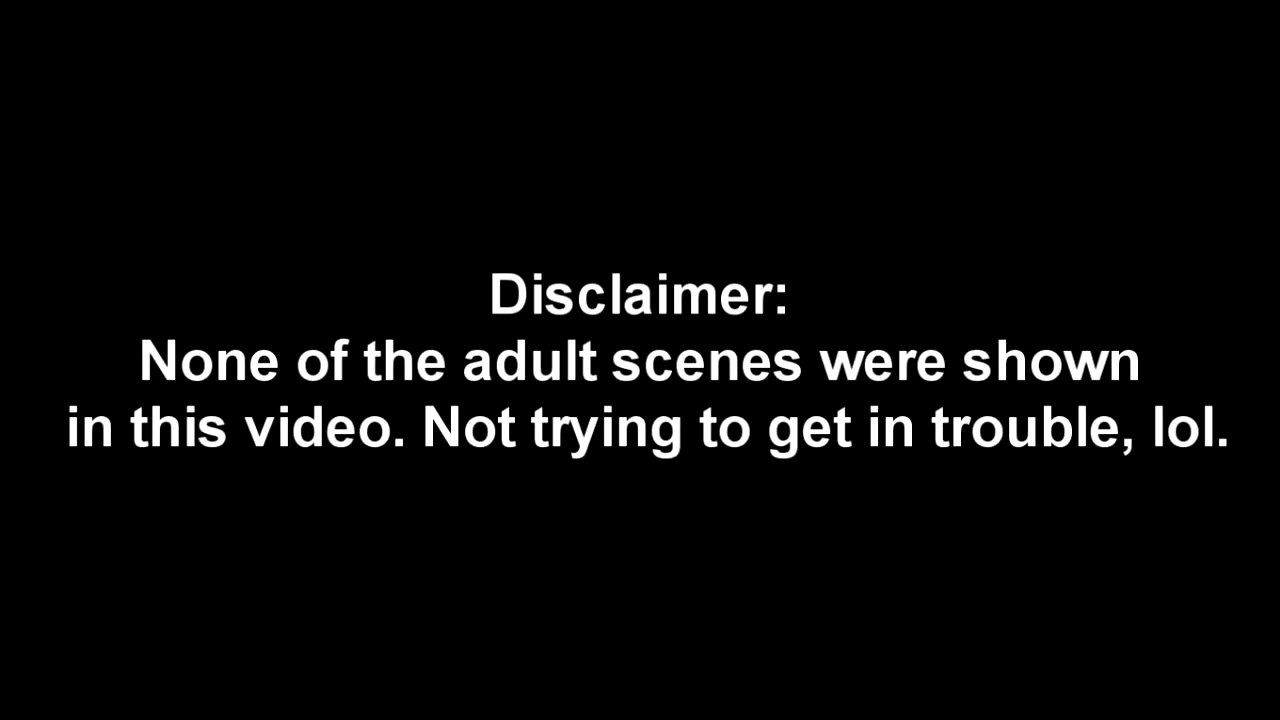 Disclaimer:
None of the adult scenes were shown
in this video. Not trying to get in trouble, lol.